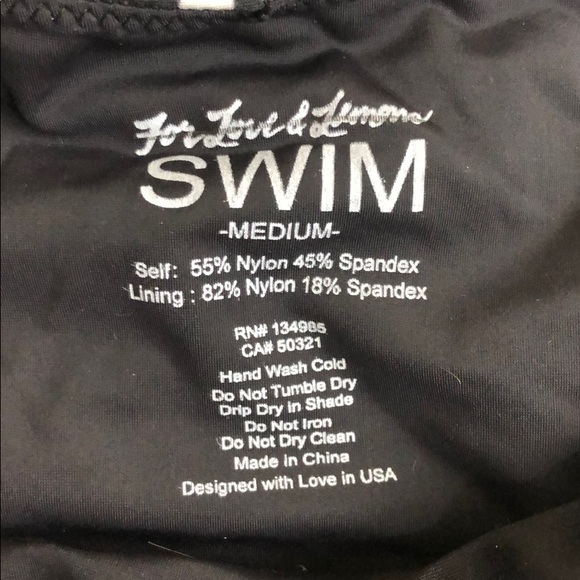 For Love & Lemons
SWIM
-MEDIUM-
Self: 55% Nylon 45% Spandex
Lining : 82% Nylon 18% Spandex
RN# 134985
CA# 50321
Hand Wash Cold
Do Not Tumble Dry
Drip Dry in Shade
Do Not Iron
Do Not Dry Clean
Made in China
Designed with Love in USA